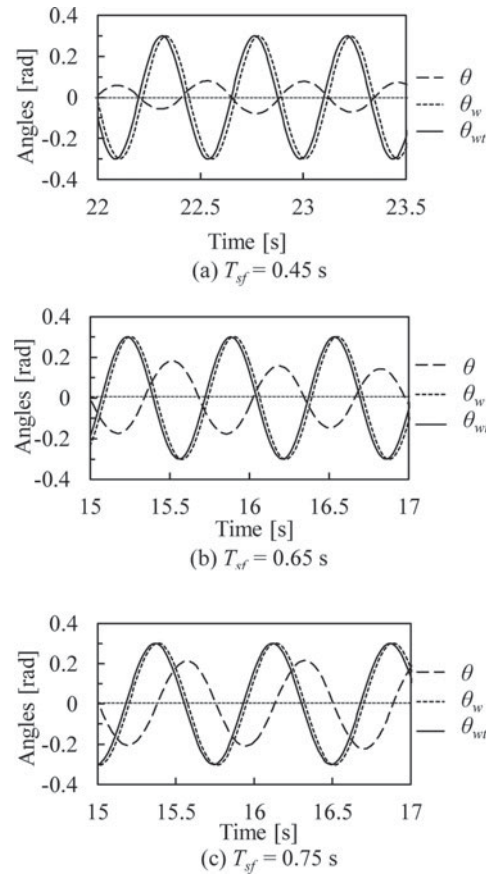 0.4
0.2
0
-0.2
-0.4
Angles [rad]
22 22.5 23 23.5
Time [s]
θ
θw
θwt
(a) Tsf = 0.45 s
0.4
0.2
0
-0.2
-0.4
Angles [rad]
15 15.5 16 16.5 17
Time [s]
θ
θw
θwt
(b) Tsf = 0.65 s
0.4
0.2
0
-0.2
-0.4
Angles [rad]
15 15.5 16 16.5 17
Time [s]
θ
θw
θwt
(c) Tsf = 0.75 s